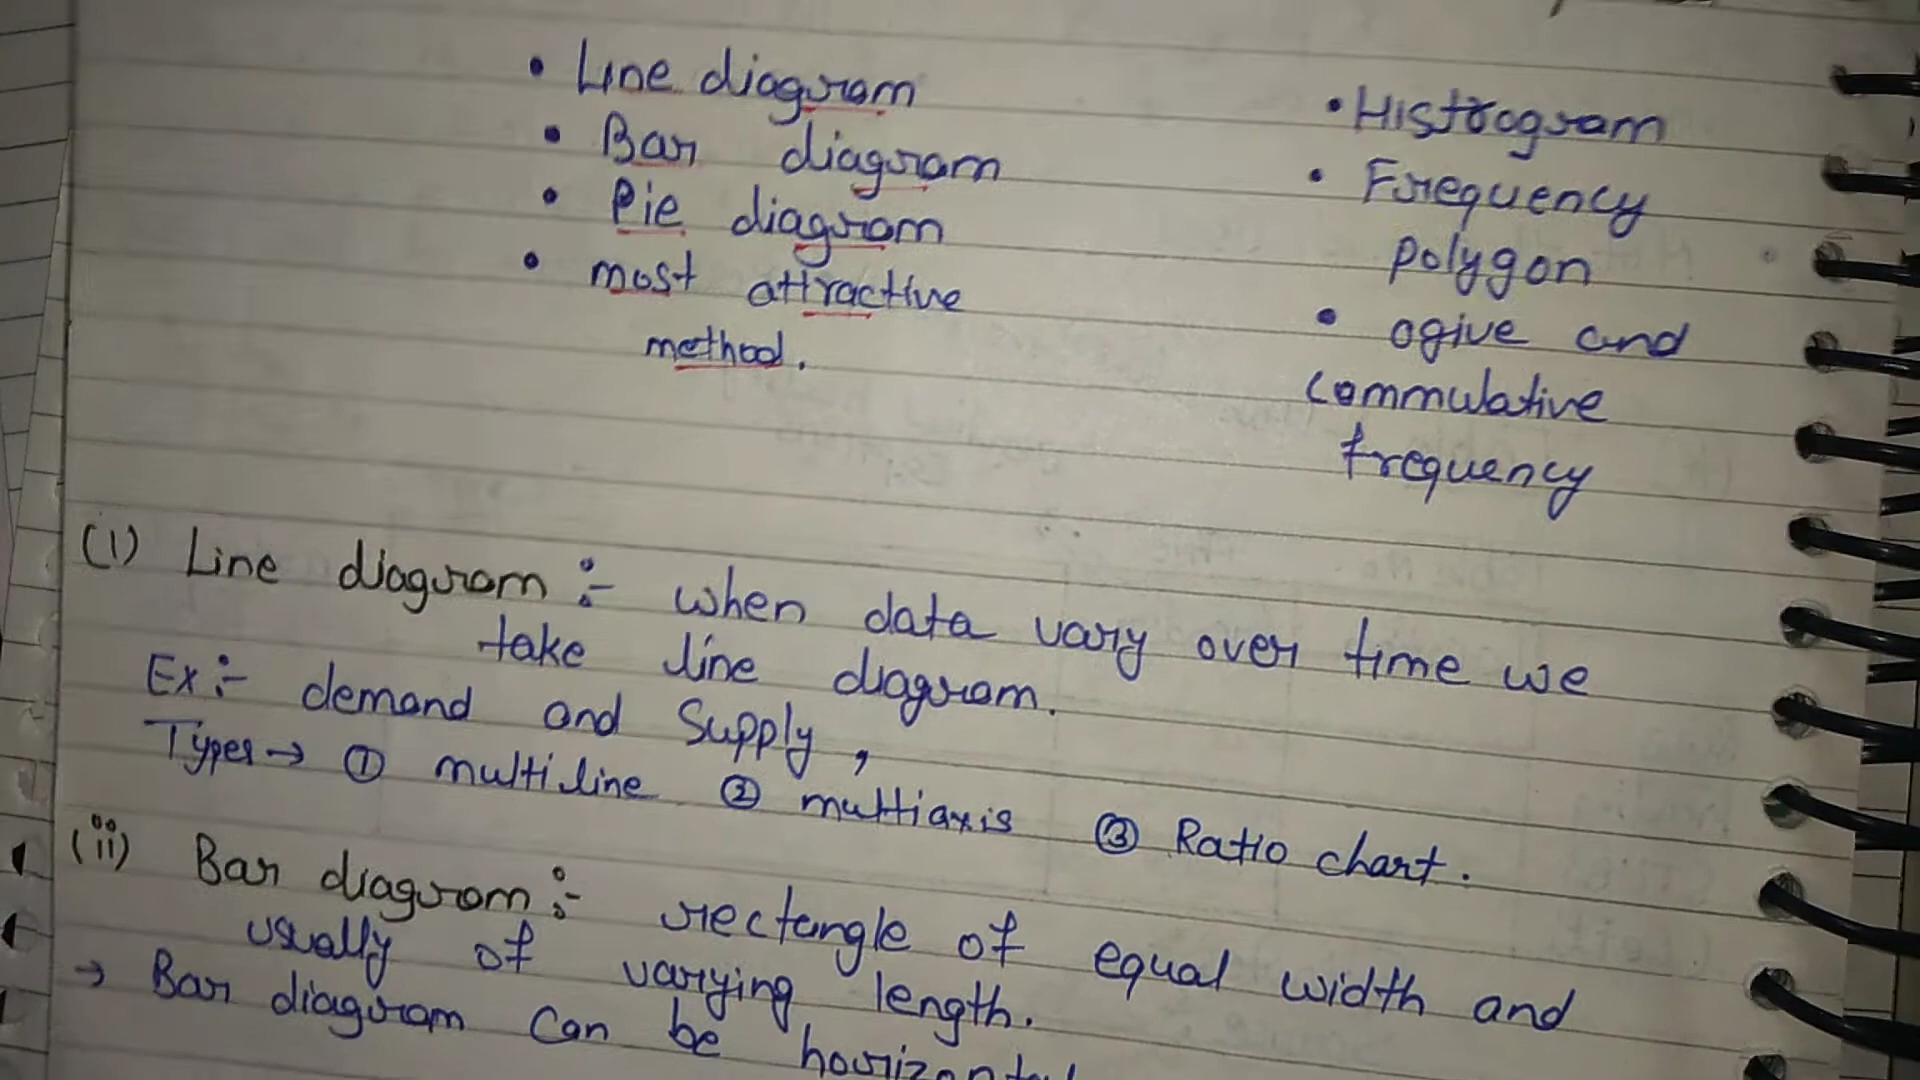 • Line diagram
• Bar diagram
• Pie diagram
• most attractive
method.
• Histrogram
• Frequency
polygon
• ogive and
commulative
frequency
(1) Line diagram :- when data vary over time we
take line diagram.
Ex :- demand and Supply,
Types → ① multiline ② multiaxis ③ Ratio chart.
(ii) Bar diagram :- rectangle of equal width and
usually of varying length.
→ Bar diagram can be horizontal